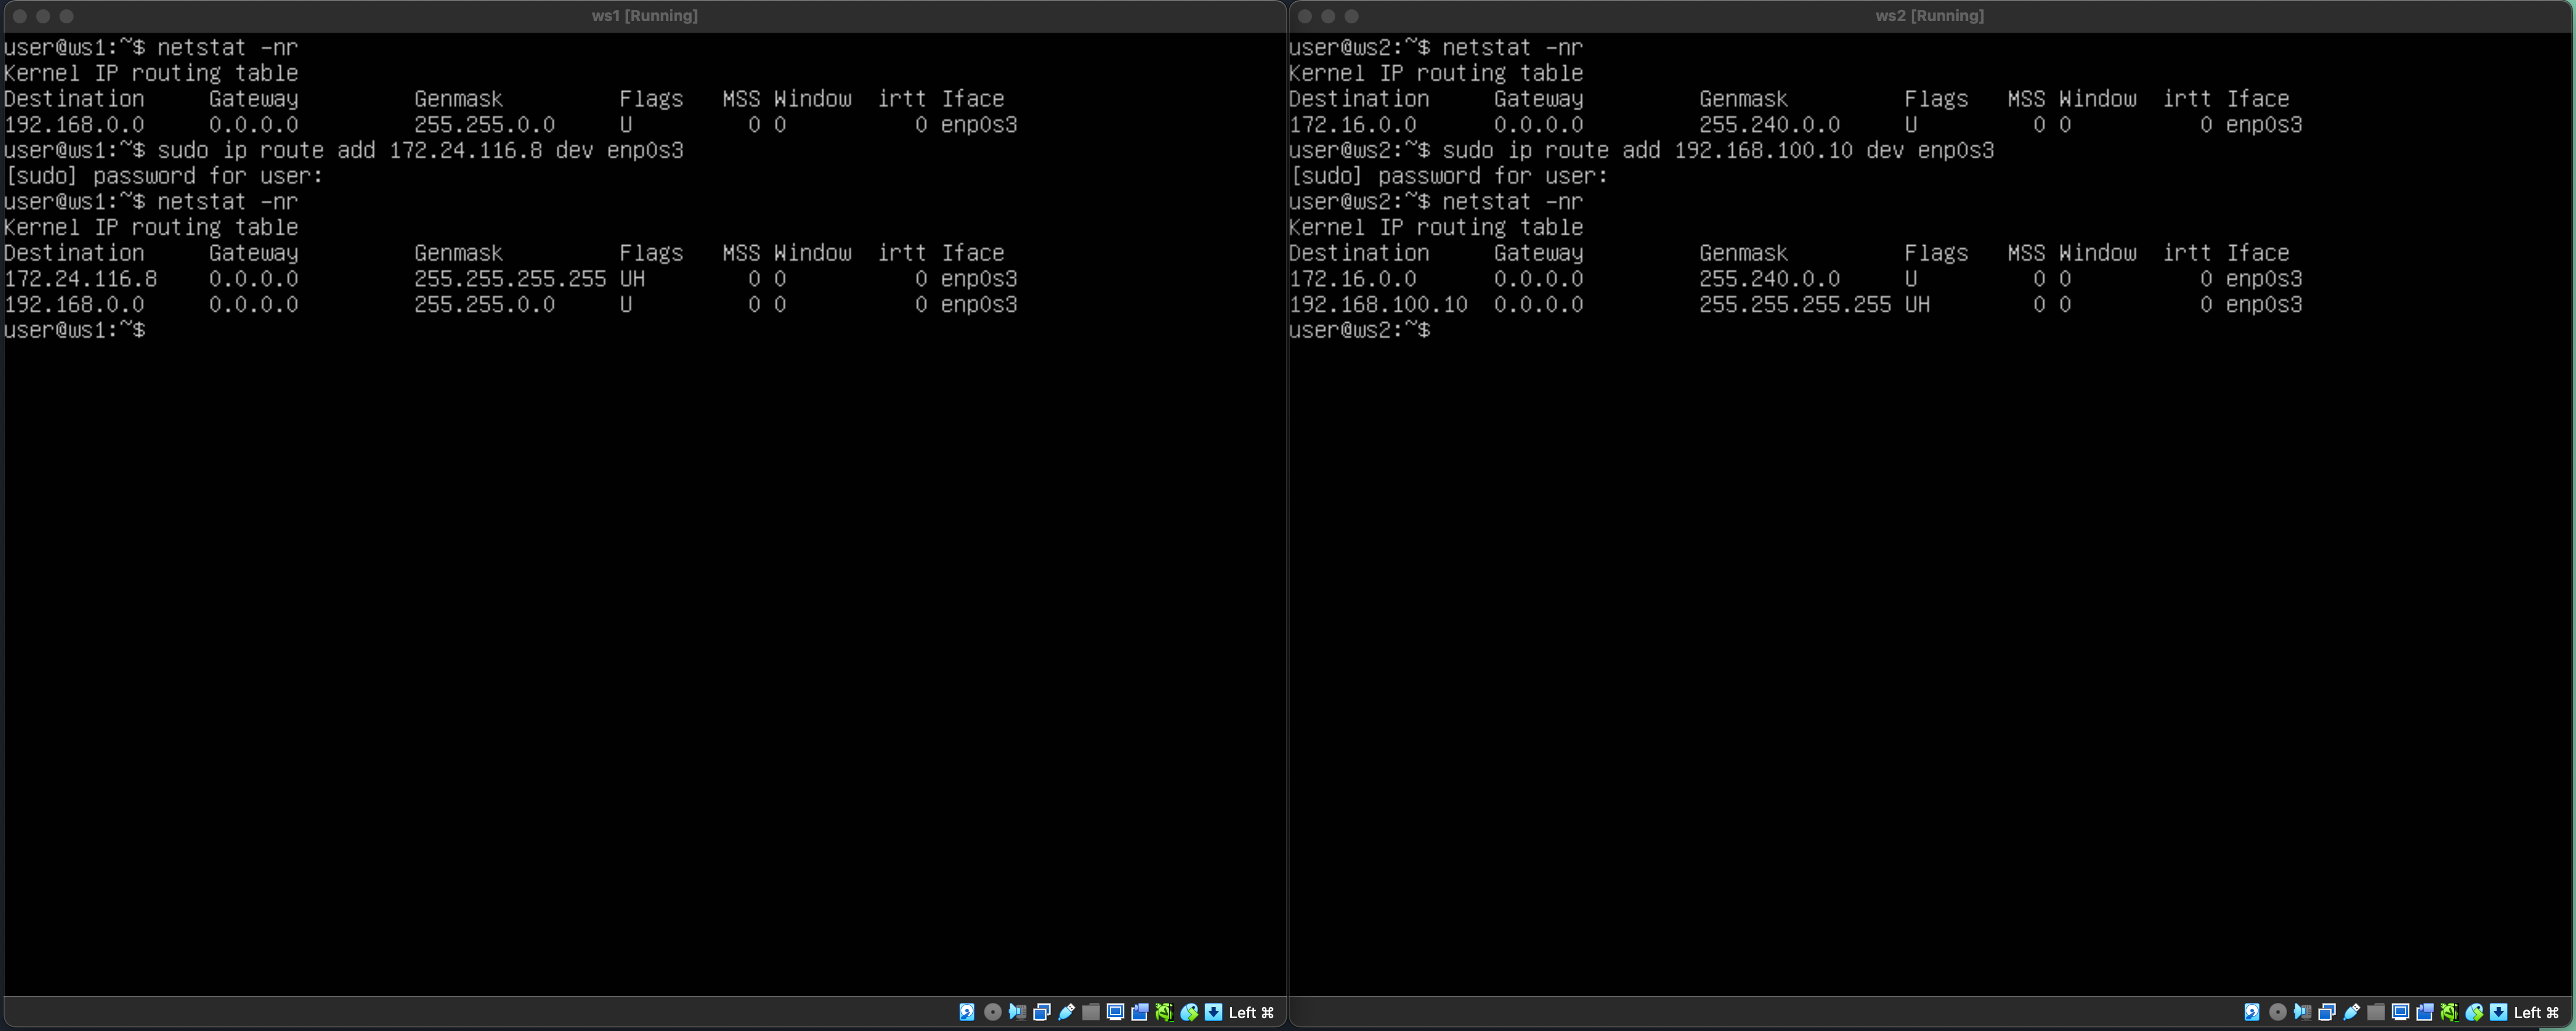 ws1 [Running]
user@ws1:~$ netstat -nr
Kernel IP routing table
Destination     Gateway         Genmask         Flags   MSS Window  irtt Iface
192.168.0.0     0.0.0.0         255.255.0.0     U         0 0          0 enp0s3
user@ws1:~$ sudo ip route add 172.24.116.8 dev enp0s3
[sudo] password for user:
user@ws1:~$ netstat -nr
Kernel IP routing table
Destination     Gateway         Genmask         Flags   MSS Window  irtt Iface
172.24.116.8    0.0.0.0         255.255.255.255 UH        0 0          0 enp0s3
192.168.0.0     0.0.0.0         255.255.0.0     U         0 0          0 enp0s3
user@ws1:~$
Left ⌘
ws2 [Running]
user@ws2:~$ netstat -nr
Kernel IP routing table
Destination     Gateway         Genmask         Flags   MSS Window  irtt Iface
172.16.0.0      0.0.0.0         255.240.0.0     U         0 0          0 enp0s3
user@ws2:~$ sudo ip route add 192.168.100.10 dev enp0s3
[sudo] password for user:
user@ws2:~$ netstat -nr
Kernel IP routing table
Destination     Gateway         Genmask         Flags   MSS Window  irtt Iface
172.16.0.0      0.0.0.0         255.240.0.0     U         0 0          0 enp0s3
192.168.100.10  0.0.0.0         255.255.255.255 UH        0 0          0 enp0s3
user@ws2:~$
Left ⌘